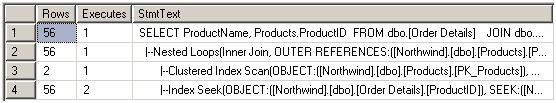 Rows Executes StmtText
1 56 1 SELECT ProductName, Products.ProductID FROM dbo.[Order Details] JOIN dbo....
2 56 1 |--Nested Loops(Inner Join, OUTER REFERENCES:([Northwind].[dbo].[Products].[P...
3 2 1 |--Clustered Index Scan(OBJECT:([Northwind].[dbo].[Products].[PK_Products]), ...
4 56 2 |--Index Seek(OBJECT:([Northwind].[dbo].[Order Details].[ProductID]), SEEK:([N...